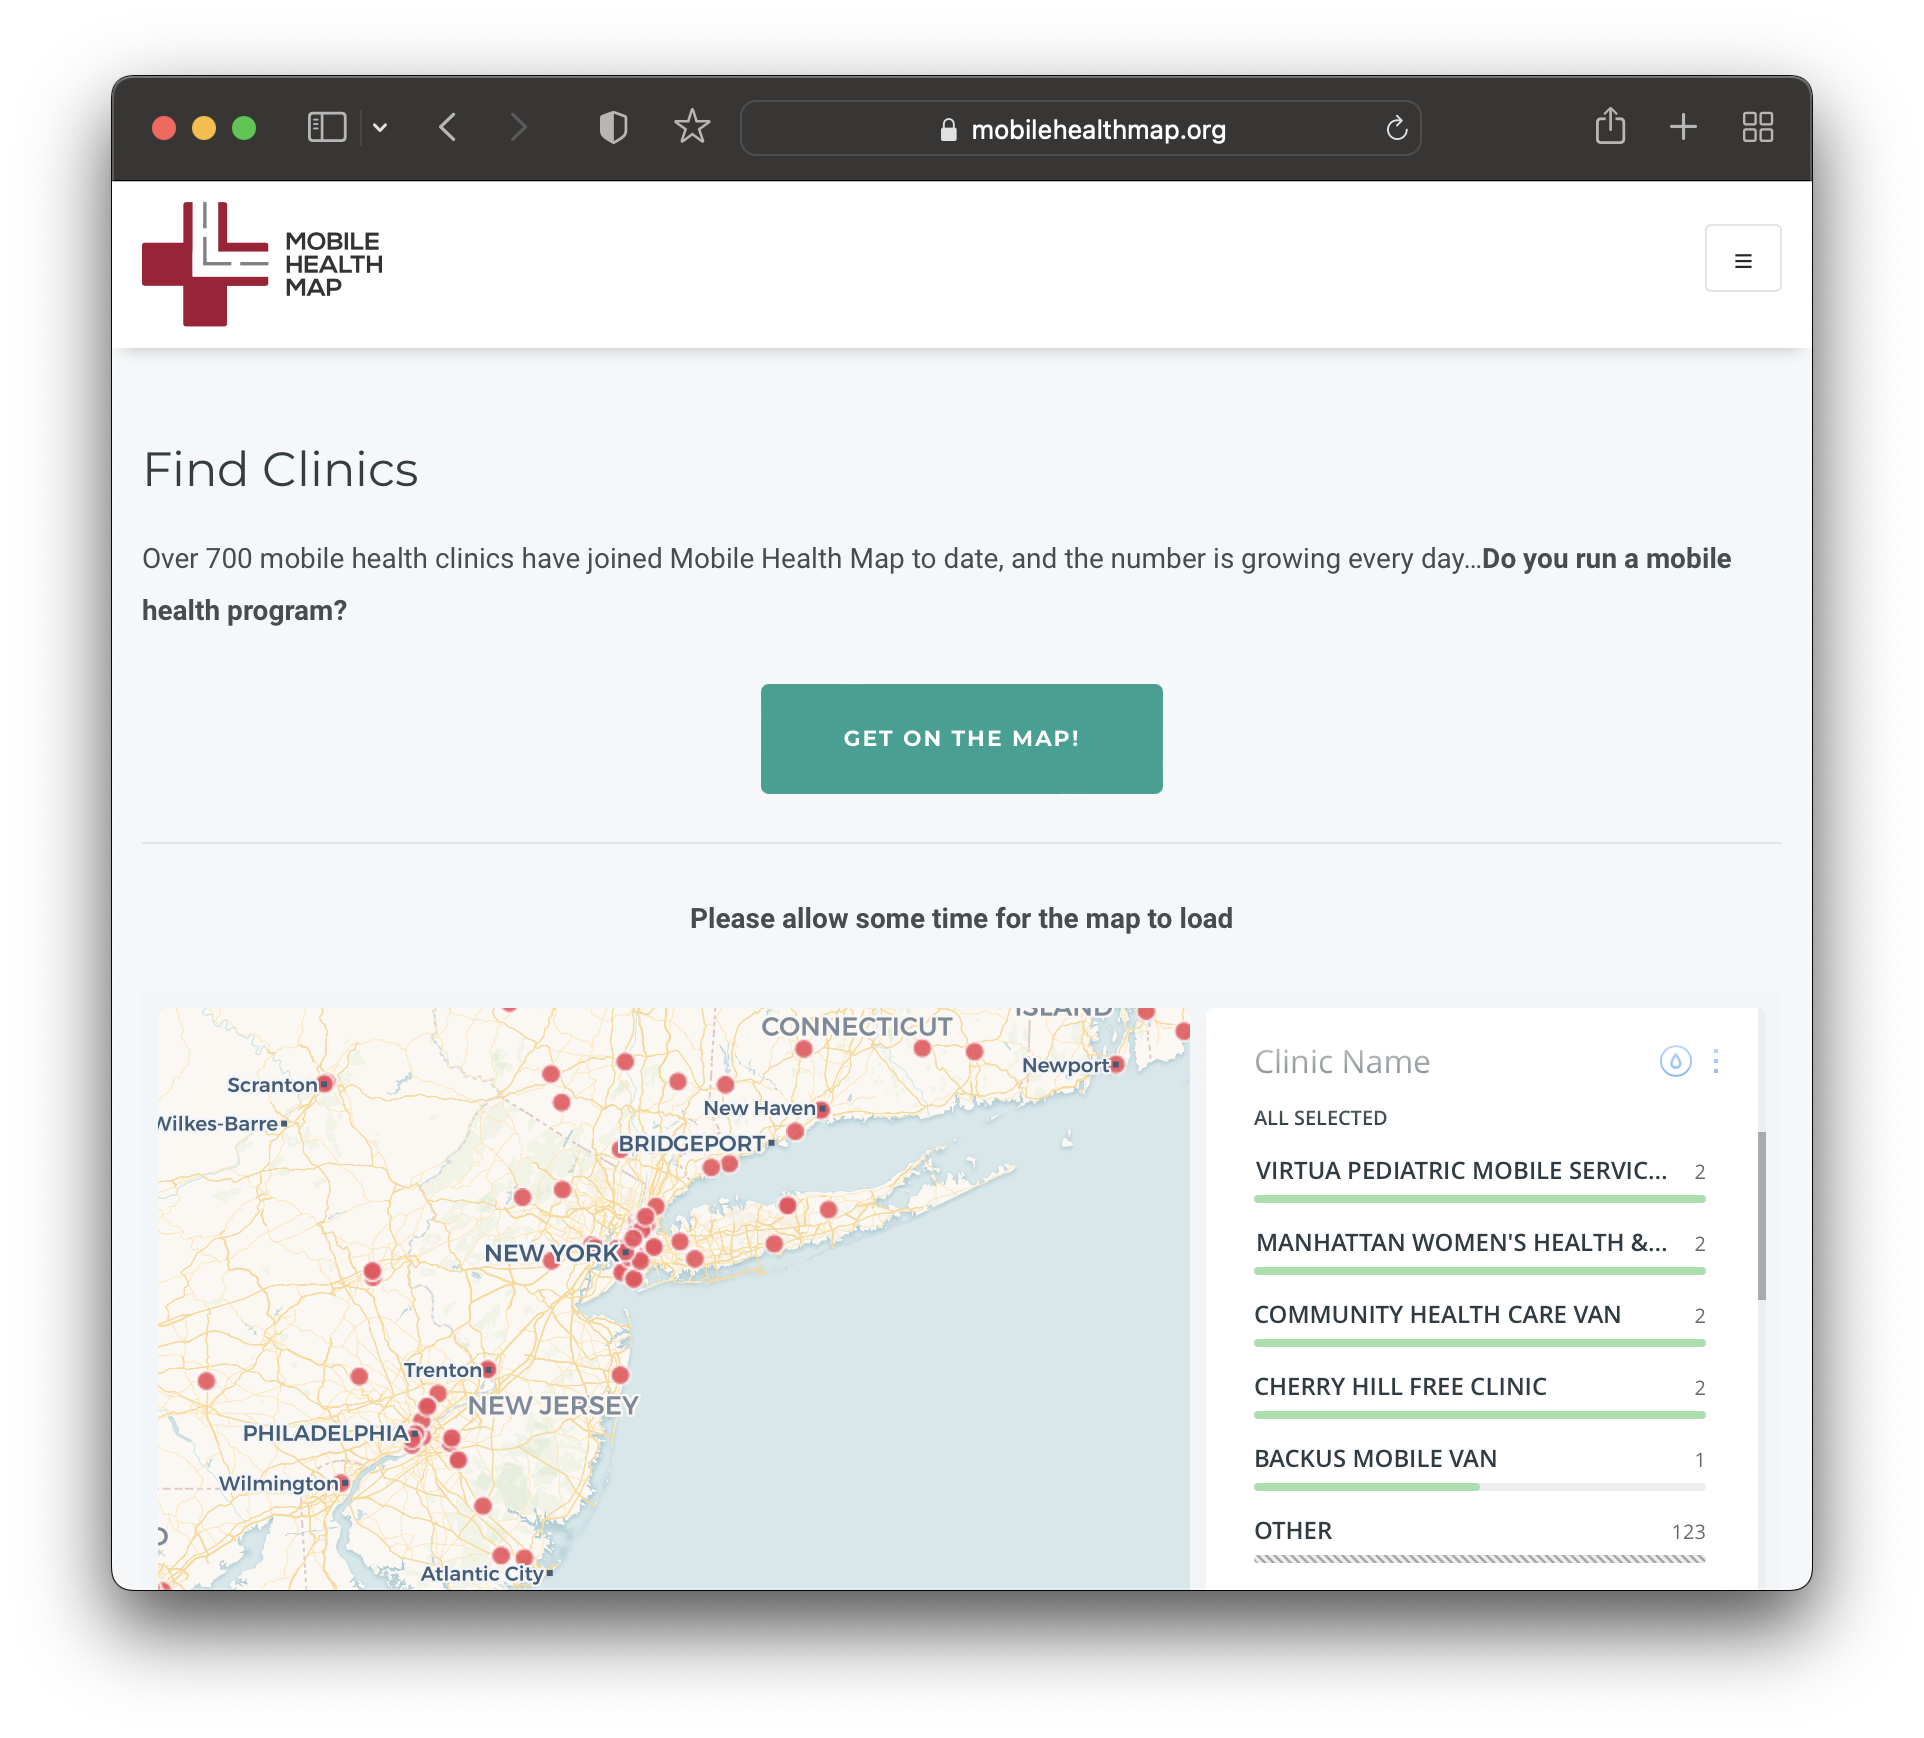 mobilehealthmap.org
MOBILE
HEALTH
MAP
Find Clinics
Over 700 mobile health clinics have joined Mobile Health Map to date, and the number is growing every day...Do you run a mobile
health program?
GET ON THE MAP!
Please allow some time for the map to load
ISLAND
CONNECTICUT
Newport
Scranton
New Haven
Wilkes-Barre
BRIDGEPORT
NEW YORK
Trenton
NEW JERSEY
PHILADELPHIA
Wilmington
Atlantic City
Clinic Name
ALL SELECTED
VIRTUA PEDIATRIC MOBILE SERVIC... 2
MANHATTAN WOMEN'S HEALTH &... 2
COMMUNITY HEALTH CARE VAN 2
CHERRY HILL FREE CLINIC 2
BACKUS MOBILE VAN 1
OTHER 123